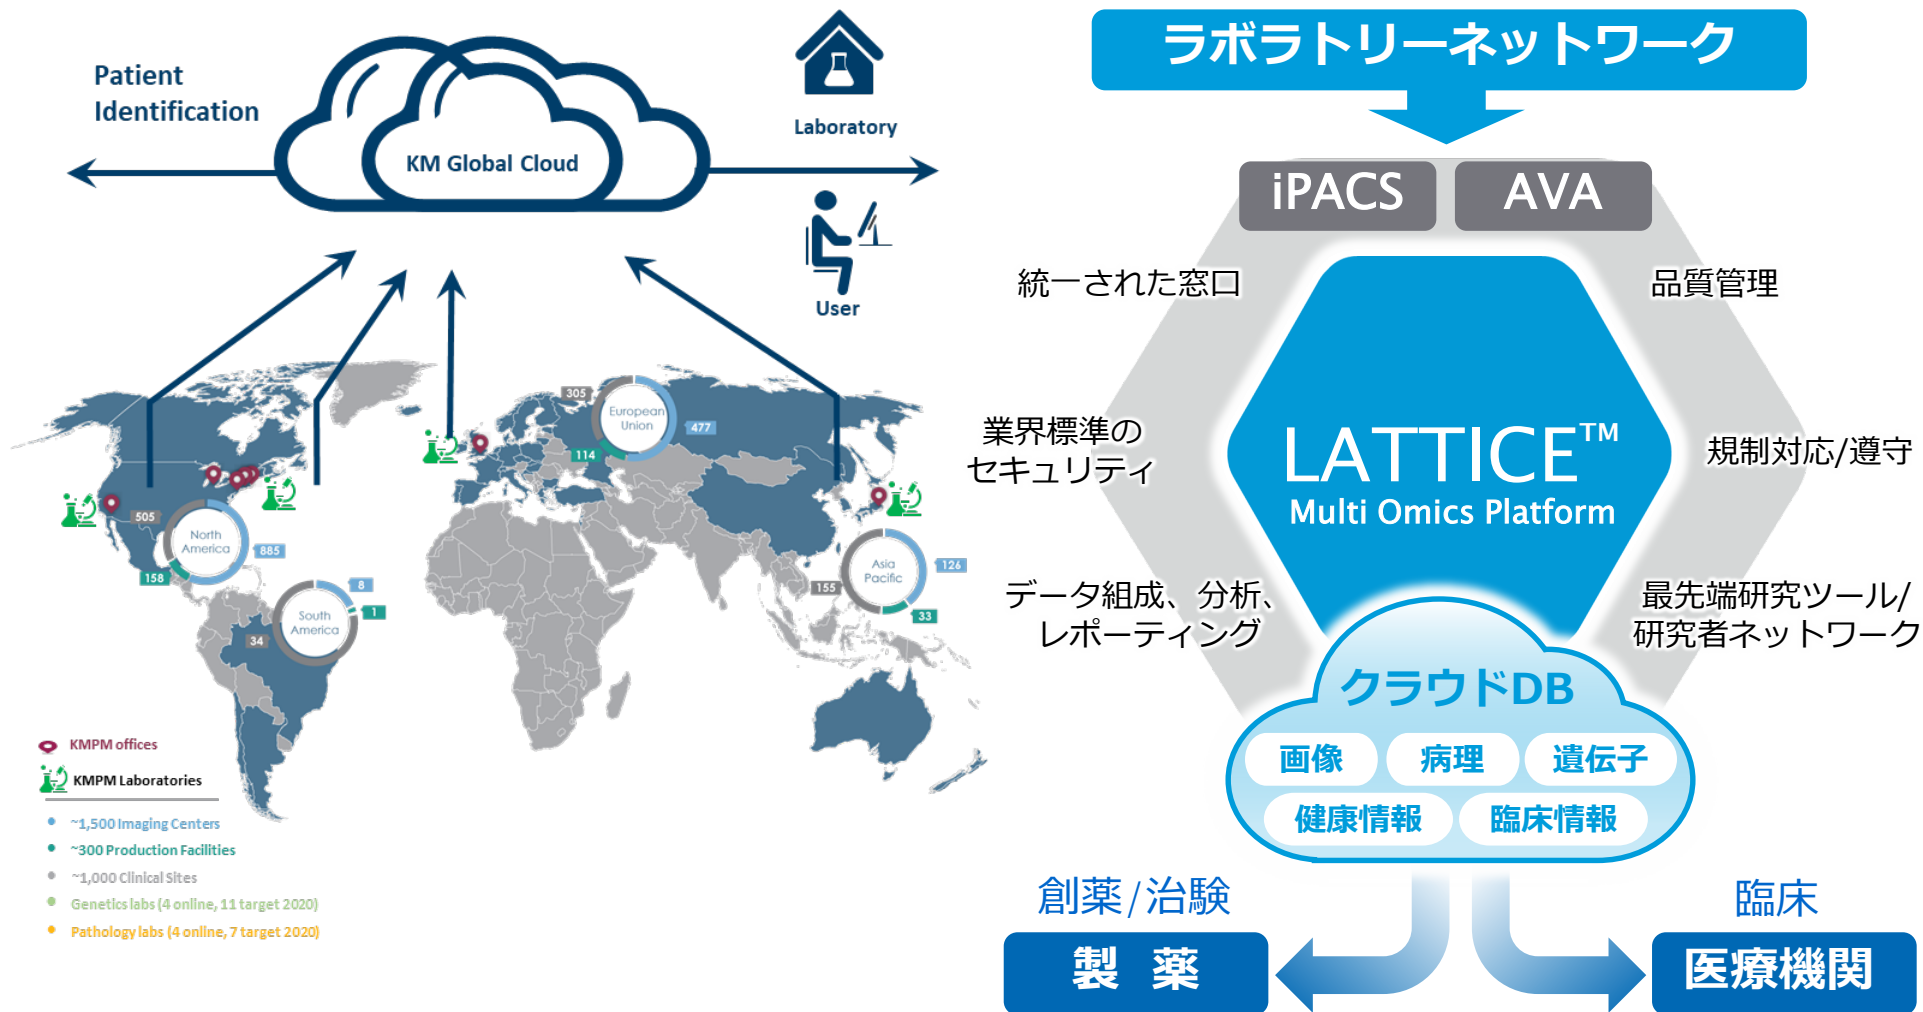 Patient
Identification
KM Global Cloud
Laboratory
User
305
European
Union
477
114
505
North
America
885
158
8
South
America
1
34
Asia
Pacific
126
155
33
KMPM offices
KMPM Laboratories
~1,500 Imaging Centers
~300 Production Facilities
~1,000 Clinical Sites
Genetics labs (4 online, 11 target 2020)
Pathology labs (4 online, 7 target 2020)
ラボラトリーネットワーク
iPACS
AVA
統一された窓口
品質管理
業界標準の
セキュリティ
LATTICE™
Multi Omics Platform
規制対応/遵守
データ組成、分析、
レポーティング
最先端研究ツール/
研究者ネットワーク
クラウドDB
画像
病理
遺伝子
健康情報
臨床情報
創薬/治験
臨床
製 薬
医療機関